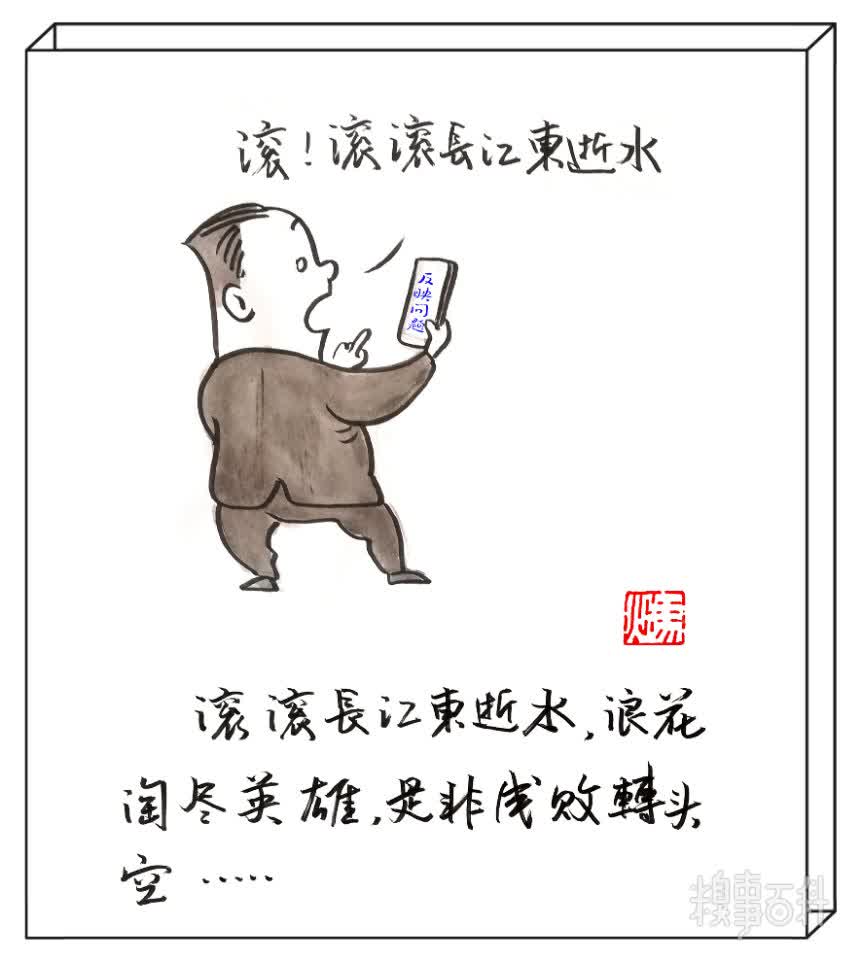 滚！滚滚長江東逝水
反映问题
滚滚長江東逝水,浪花
淘尽英雄,是非成败轉头
空……
糗事百科